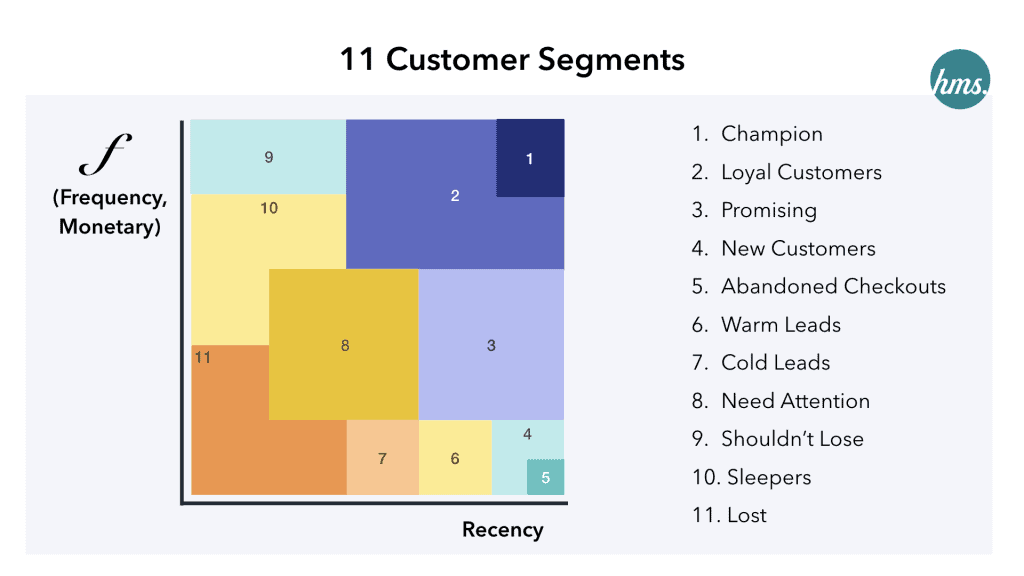 11 Customer Segments
hms.
f
(Frequency,
Monetary)
9
1
2
10
8
3
11
4
7
6
5
Recency
1. Champion
2. Loyal Customers
3. Promising
4. New Customers
5. Abandoned Checkouts
6. Warm Leads
7. Cold Leads
8. Need Attention
9. Shouldn’t Lose
10. Sleepers
11. Lost